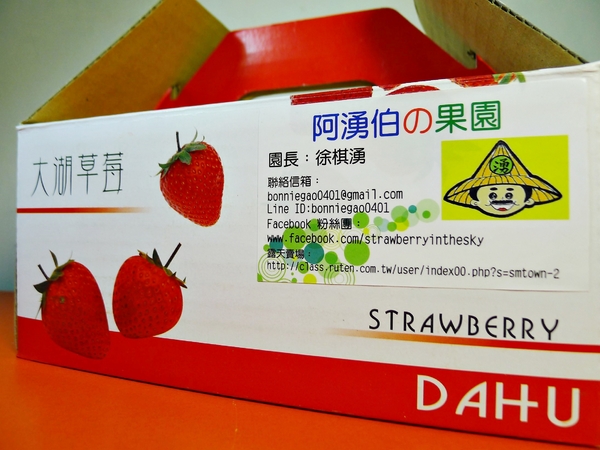 大湖草莓
阿湧伯の果園
園長：徐棋湧
聯絡信箱：
bonniegao0401@gmail.com
Line ID:bonniegao0401
Facebook 粉絲團：
www.facebook.com/strawberryinthesky
露天賣場：
http://class.ruten.com.tw/user/index00.php?s=smtown-2
湧
STRAWBERRY
DAHU